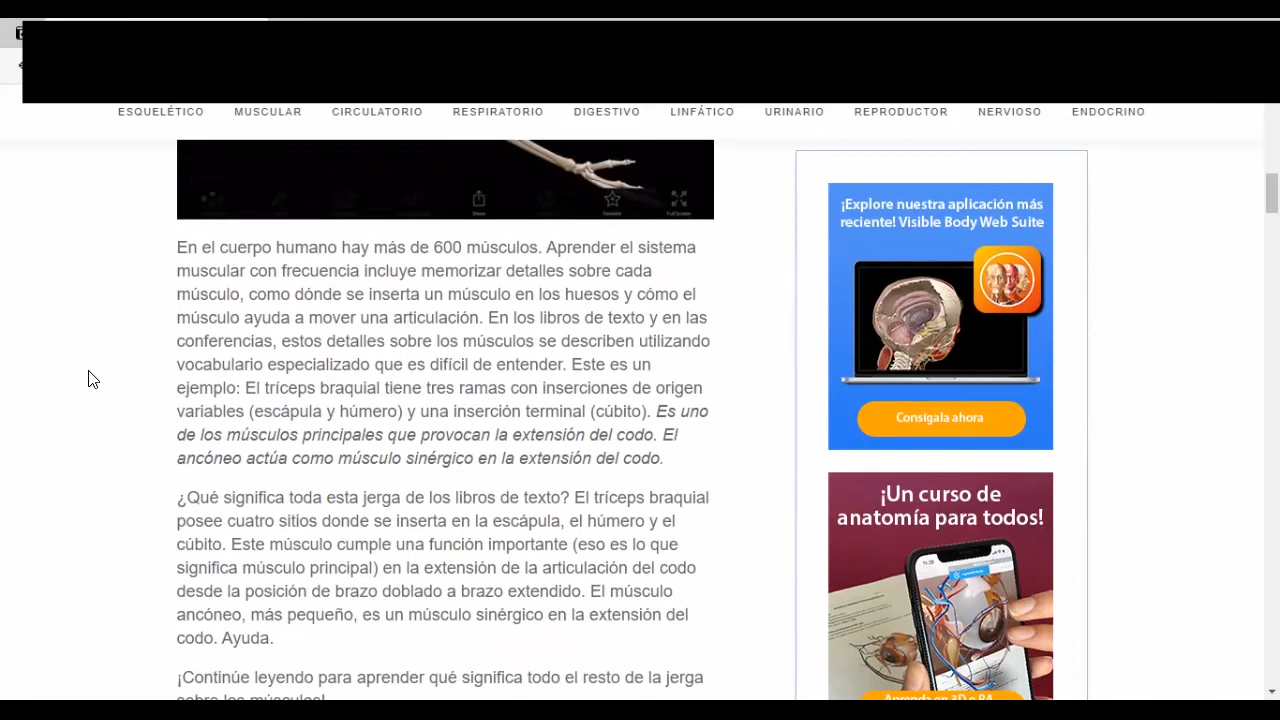 ESQUELÉTICO MUSCULAR CIRCULATORIO RESPIRATORIO DIGESTIVO LINFÁTICO URINARIO REPRODUCTOR NERVIOSO ENDOCRINO
Share
Favorite
Full Screen
En el cuerpo humano hay más de 600 músculos. Aprender el sistema
muscular con frecuencia incluye memorizar detalles sobre cada
músculo, como dónde se inserta un músculo en los huesos y cómo el
músculo ayuda a mover una articulación. En los libros de texto y en las
conferencias, estos detalles sobre los músculos se describen utilizando
vocabulario especializado que es difícil de entender. Este es un
ejemplo: El tríceps braquial tiene tres ramas con inserciones de origen
variables (escápula y húmero) y una inserción terminal (cúbito). Es uno
de los músculos principales que provocan la extensión del codo. El
ancóneo actúa como músculo sinérgico en la extensión del codo.
¿Qué significa toda esta jerga de los libros de texto? El tríceps braquial
posee cuatro sitios donde se inserta en la escápula, el húmero y el
cúbito. Este músculo cumple una función importante (eso es lo que
significa músculo principal) en la extensión de la articulación del codo
desde la posición de brazo doblado a brazo extendido. El músculo
ancóneo, más pequeño, es un músculo sinérgico en la extensión del
codo. Ayuda.
¡Continúe leyendo para aprender qué significa todo el resto de la jerga
sobre los músculos!
¡Explore nuestra aplicación más
reciente! Visible Body Web Suite
Consígala ahora
¡Un curso de
anatomía para todos!
Aprenda en 3D o RA